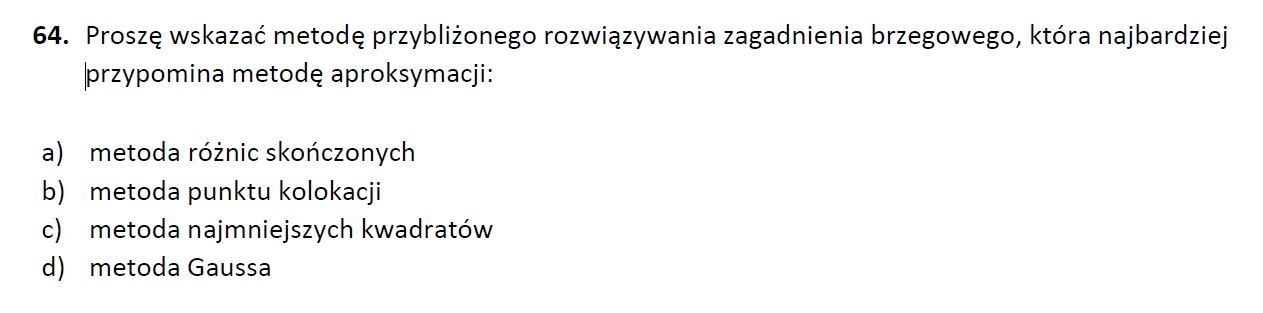 64. Proszę wskazać metodę przybliżonego rozwiązywania zagadnienia brzegowego, która najbardziej
przypomina metodę aproksymacji:
a) metoda różnic skończonych
b) metoda punktu kolokacji
c) metoda najmniejszych kwadratów
d) metoda Gaussa